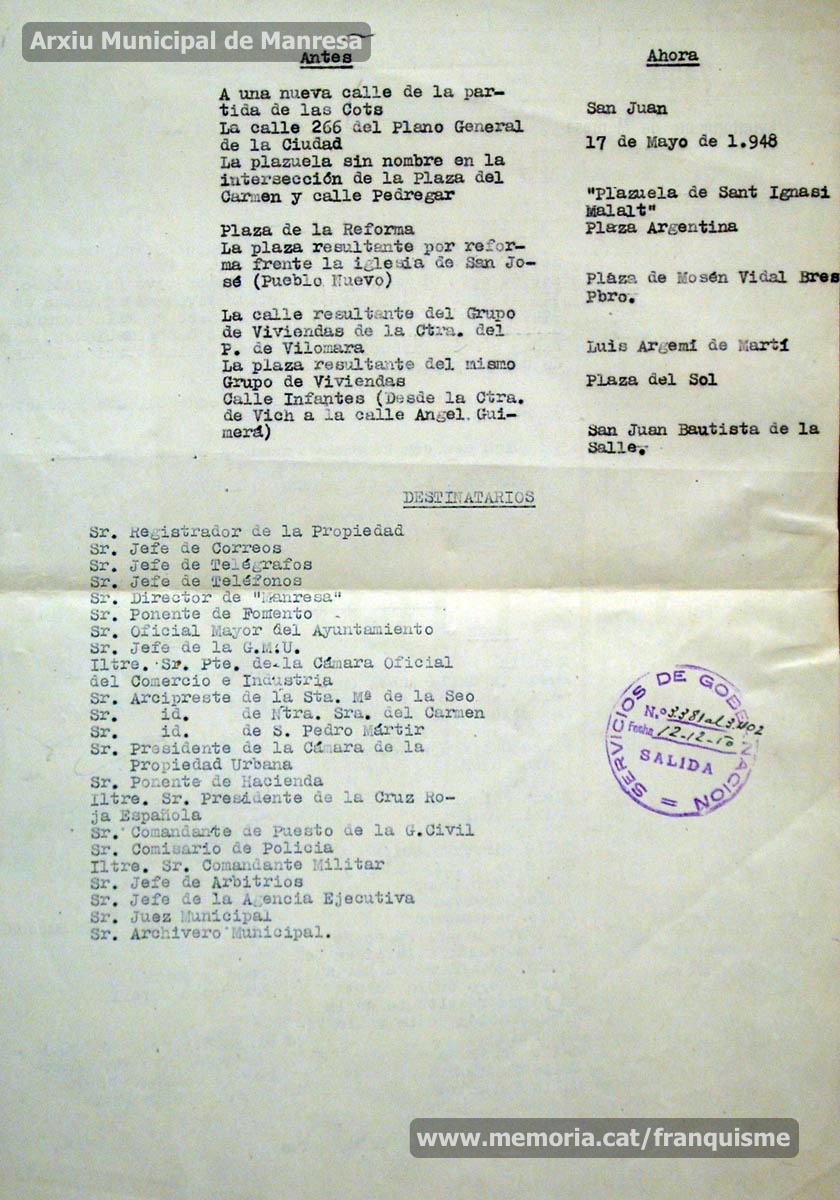 Arxiu Municipal de Manresa
Antes Ahora
A una nueva calle de la par-
tida de las Cots San Juan
La calle 266 del Plano General
de la Ciudad 17 de Mayo de 1.948
La plazuela sin nombre en la
intersección de la Plaza del
Carmen y calle Pedregar "Plazuela de Sant Ignasi
Malalt"
Plaza de la Reforma Plaza Argentina
La plaza resultante por refor-
ma frente la iglesia de San Jo-
sé (Pueblo Nuevo) Plaza de Mosén Vidal Bres
Pbro.
La calle resultante del Grupo
de Viviendas de la Ctra. del
P. de Vilomara Luis Argemí de Martí
La plaza resultante del mismo
Grupo de Viviendas Plaza del Sol
Calle Infantes (Desde la Ctra.
de Vich a la calle Angel Gui-
merá) San Juan Bautista de la
Salle.
DESTINATARIOS
Sr. Registrador de la Propiedad
Sr. Jefe de Correos
Sr. Jefe de Telégrafos
Sr. Jefe de Teléfonos
Sr. Director de "Manresa"
Sr. Ponente de Fomento
Sr. Oficial Mayor del Ayuntamiento
Sr. Jefe de la G.M.U.
Iltre. Sr. Pte. de la Cámara Oficial
del Comercio e Industria
Sr. Arcipreste de la Sta. Mª de la Seo
Sr. id. de Ntra. Sra. del Carmen
Sr. id. de S. Pedro Mártir
Sr. Presidente de la Cámara de la
Propiedad Urbana
Sr. Ponente de Hacienda
Iltre. Sr. Presidente de la Cruz Ro-
ja Española
Sr. Comandante de Puesto de la G.Civil
Sr. Comisario de Policia
Iltre. Sr. Comandante Militar
Sr. Jefe de Arbitrios
Sr. Jefe de la Agencia Ejecutiva
Sr. Juez Municipal
Sr. Archivero Municipal.
SERVICIOS DE GOBERNACION =
N.º 3.381 al 3.402
Fecha 12-12-
SALIDA
www.memoria.cat/franquisme